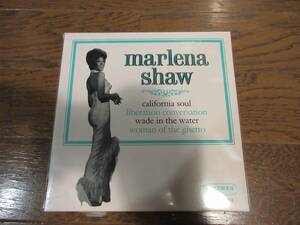 marlena
shaw
california soul
liberation conversation
wade in the water
woman of the ghetto